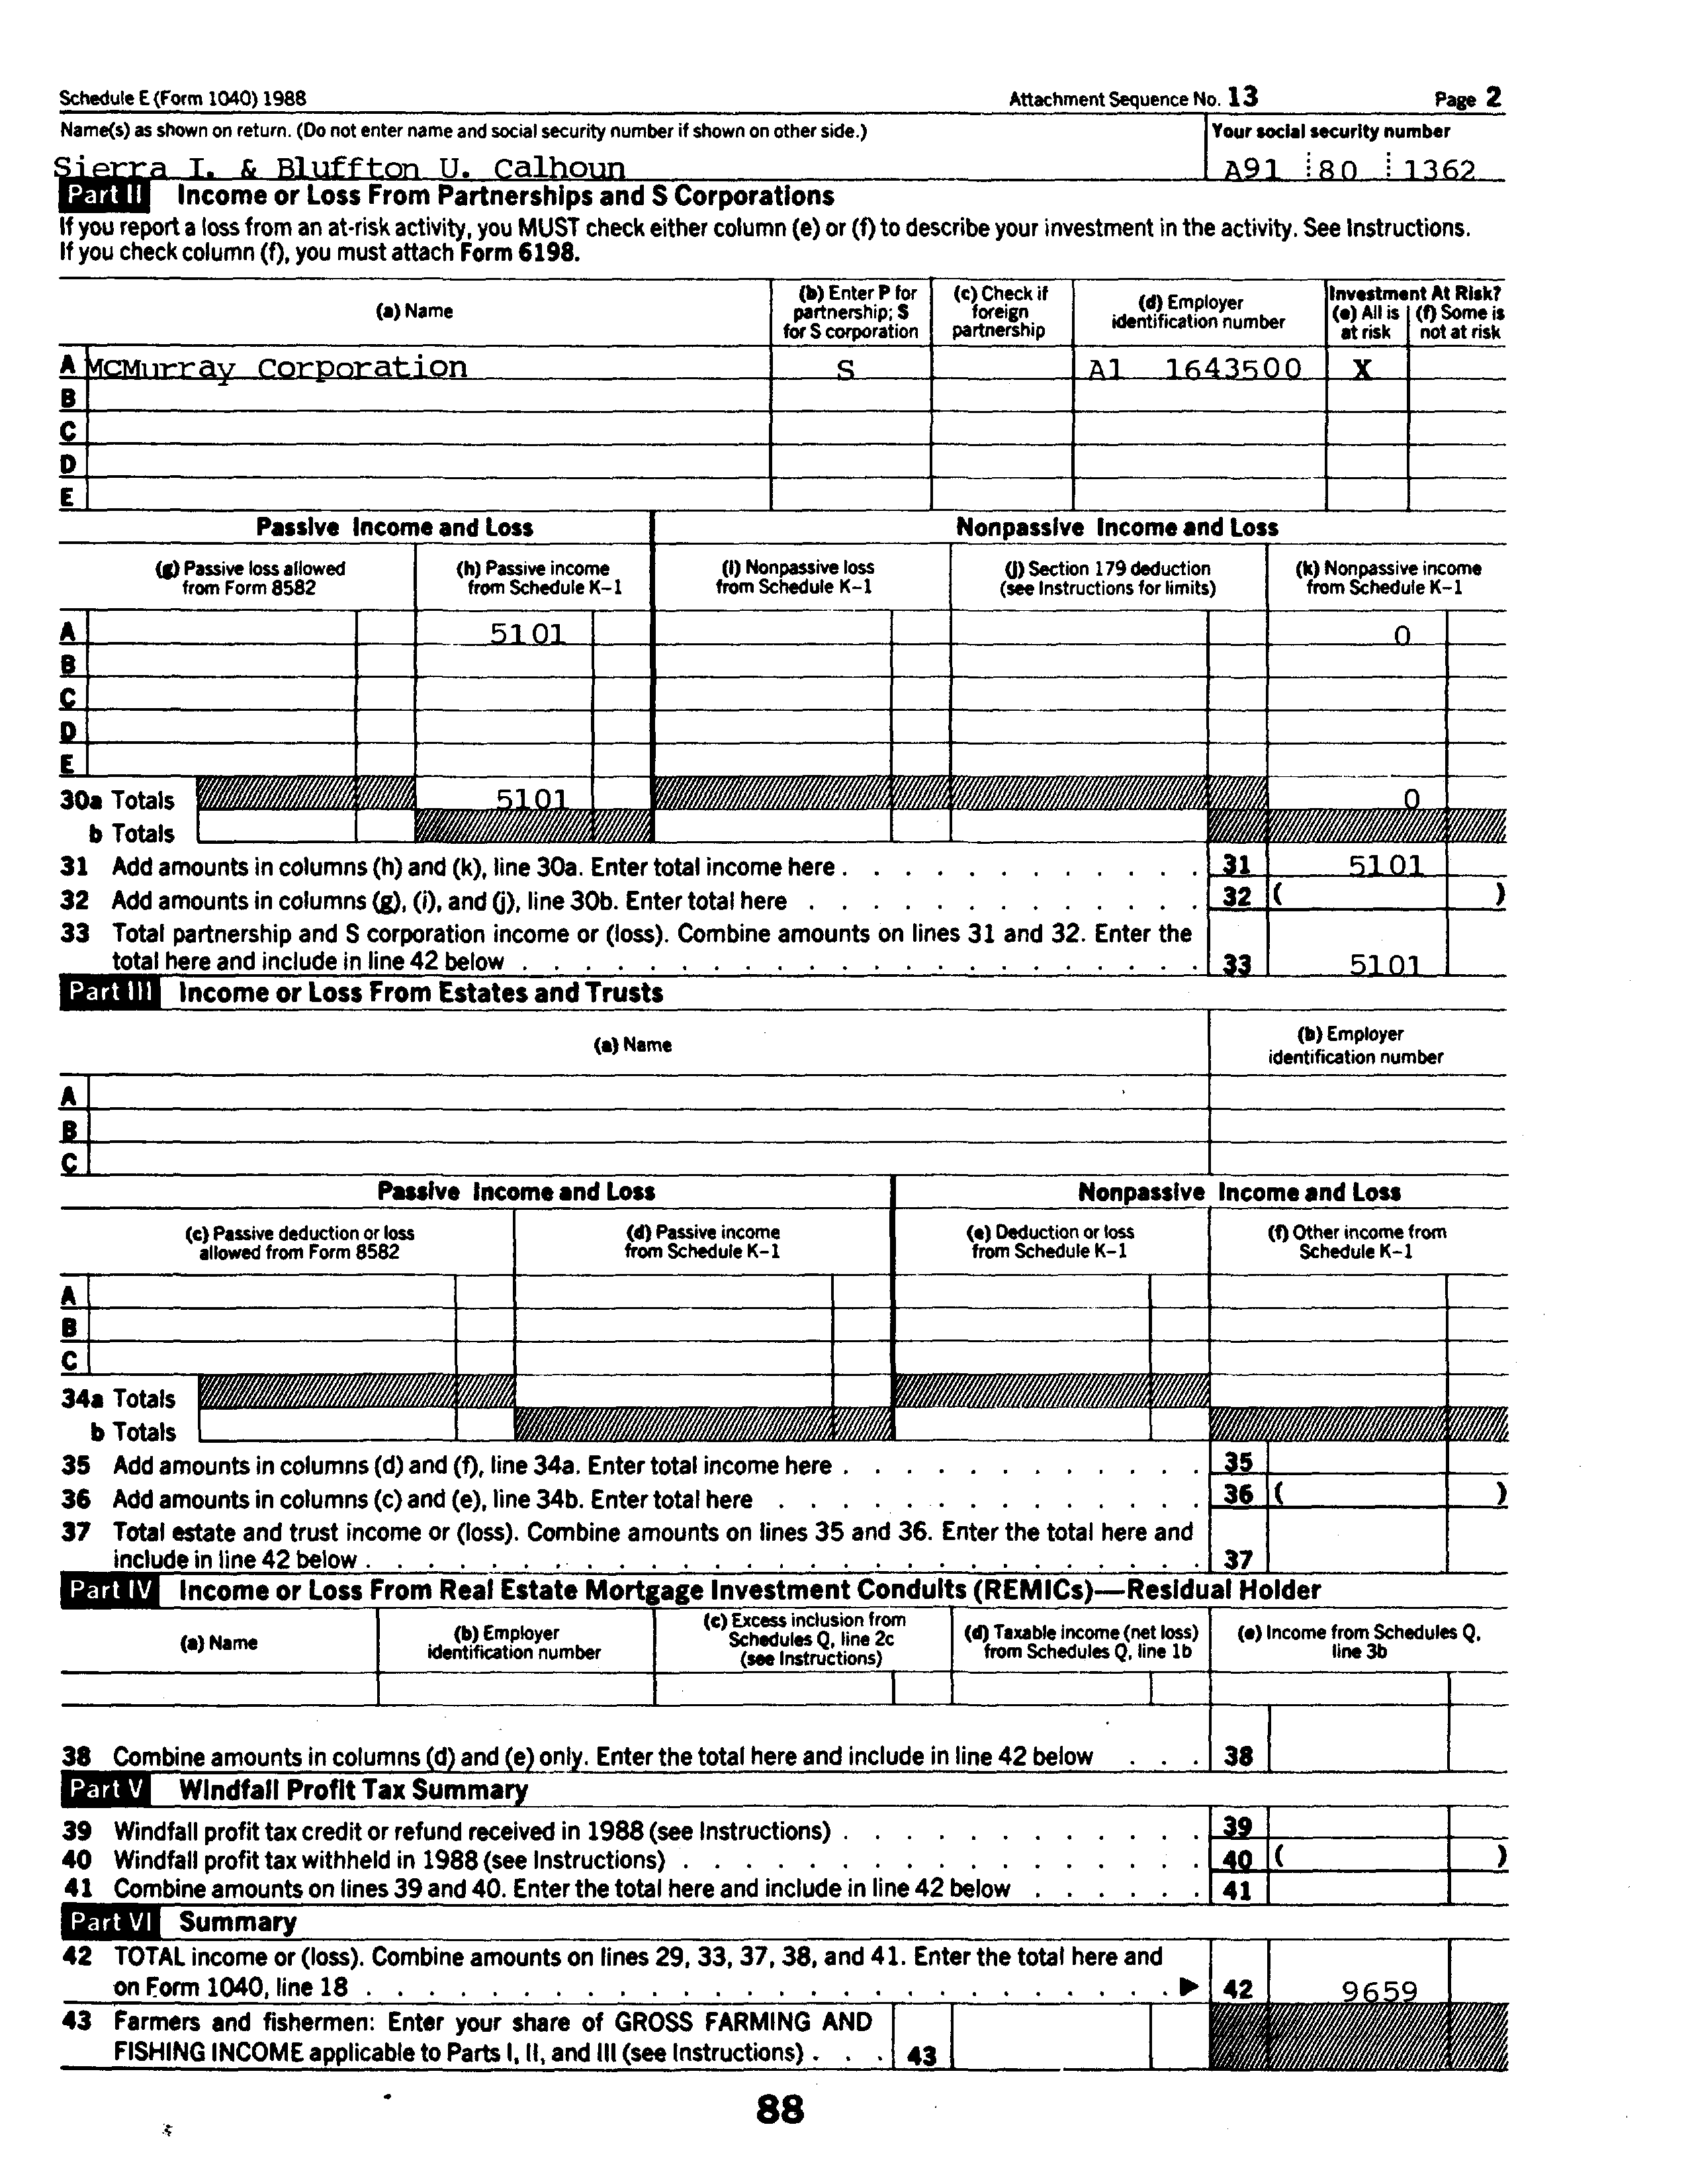 Schedule E (Form 1040) 1988 Attachment Sequence No. 13 Page 2
Name(s) as shown on return. (Do not enter name and social security number if shown on other side.) Your social security number
Sierra I. & Bluffton U. Calhoun A91 80 1362
Part II Income or Loss From Partnerships and S Corporations
If you report a loss from an at-risk activity, you MUST check either column (e) or (f) to describe your investment in the activity. See Instructions.
If you check column (f), you must attach Form 6198.
(a) Name
(b) Enter P for partnership; S for S corporation
(c) Check if foreign partnership
(d) Employer identification number
Investment At Risk?
(e) All is at risk
(f) Some is not at risk
A McMurray Corporation S A1 1643500 X
B
C
D
E
Passive Income and Loss Nonpassive Income and Loss
(g) Passive loss allowed from Form 8582
(h) Passive income from Schedule K–1
(i) Nonpassive loss from Schedule K–1
(j) Section 179 deduction (see Instructions for limits)
(k) Nonpassive income from Schedule K–1
A 5101 0
B
C
D
E
30a Totals 5101 0
b Totals
31 Add amounts in columns (h) and (k), line 30a. Enter total income here . . . 31 5101
32 Add amounts in columns (g), (i), and (j), line 30b. Enter total here . . . 32 ( )
33 Total partnership and S corporation income or (loss). Combine amounts on lines 31 and 32. Enter the
total here and include in line 42 below . . . 33 5101
Part III Income or Loss From Estates and Trusts
(a) Name
(b) Employer identification number
A
B
C
Passive Income and Loss Nonpassive Income and Loss
(c) Passive deduction or loss allowed from Form 8582
(d) Passive income from Schedule K–1
(e) Deduction or loss from Schedule K–1
(f) Other income from Schedule K–1
A
B
C
34a Totals
b Totals
35 Add amounts in columns (d) and (f), line 34a. Enter total income here . . . 35
36 Add amounts in columns (c) and (e), line 34b. Enter total here . . . 36 ( )
37 Total estate and trust income or (loss). Combine amounts on lines 35 and 36. Enter the total here and
include in line 42 below . . . 37
Part IV Income or Loss From Real Estate Mortgage Investment Conduits (REMICs)—Residual Holder
(a) Name
(b) Employer identification number
(c) Excess inclusion from Schedules Q, line 2c (see Instructions)
(d) Taxable income (net loss) from Schedules Q, line 1b
(e) Income from Schedules Q, line 3b
38 Combine amounts in columns (d) and (e) only. Enter the total here and include in line 42 below . . . 38
Part V Windfall Profit Tax Summary
39 Windfall profit tax credit or refund received in 1988 (see Instructions) . . . 39
40 Windfall profit tax withheld in 1988 (see Instructions) . . . 40 ( )
41 Combine amounts on lines 39 and 40. Enter the total here and include in line 42 below . . . 41
Part VI Summary
42 TOTAL income or (loss). Combine amounts on lines 29, 33, 37, 38, and 41. Enter the total here and
on Form 1040, line 18 . . . ▶ 42 9659
43 Farmers and fishermen: Enter your share of GROSS FARMING AND
FISHING INCOME applicable to Parts I, II, and III (see Instructions) . . . 43
88